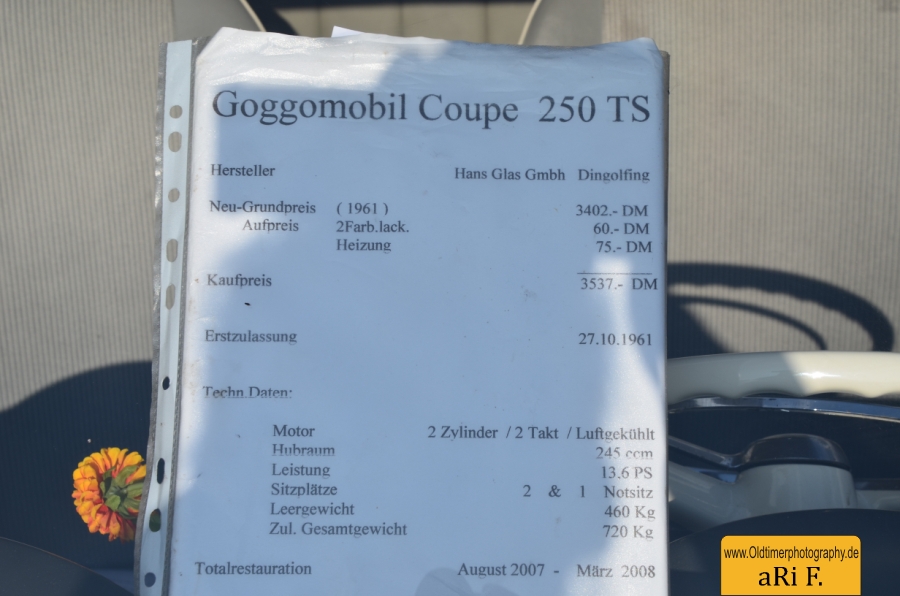 Goggomobil Coupe 250 TS
Hersteller Hans Glas Gmbh Dingolfing
Neu-Grundpreis ( 1961 ) 3402.- DM
Aufpreis 2Farb.lack. 60.- DM
Heizung 75.- DM
Kaufpreis 3537.- DM
Erstzulassung 27.10.1961
Techn Daten:
Motor 2 Zylinder / 2 Takt / Luftgekühlt
Hubraum 245 ccm
Leistung 13.6 PS
Sitzplätze 2 & 1 Notsitz
Leergewicht 460 Kg
Zul. Gesamtgewicht 720 Kg
Totalrestauration August 2007 - März 2008
www.Oldtimerphotography.de
aRi F.